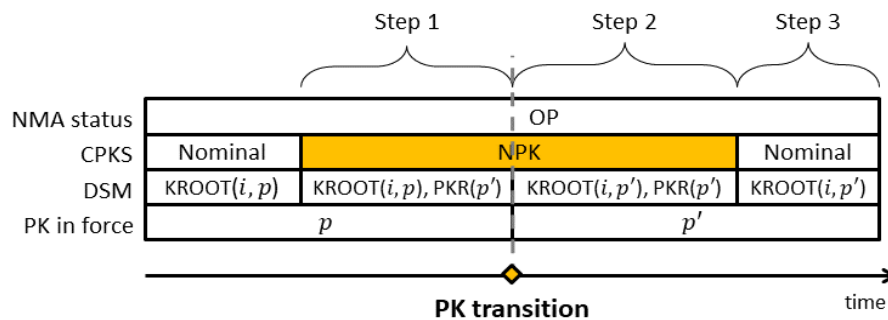 Step 1 Step 2 Step 3
NMA status OP
CPKS Nominal NPK Nominal
DSM KROOT(i, p) KROOT(i, p), PKR(p′) KROOT(i, p′), PKR(p′) KROOT(i, p′)
PK in force p p′
time
PK transition